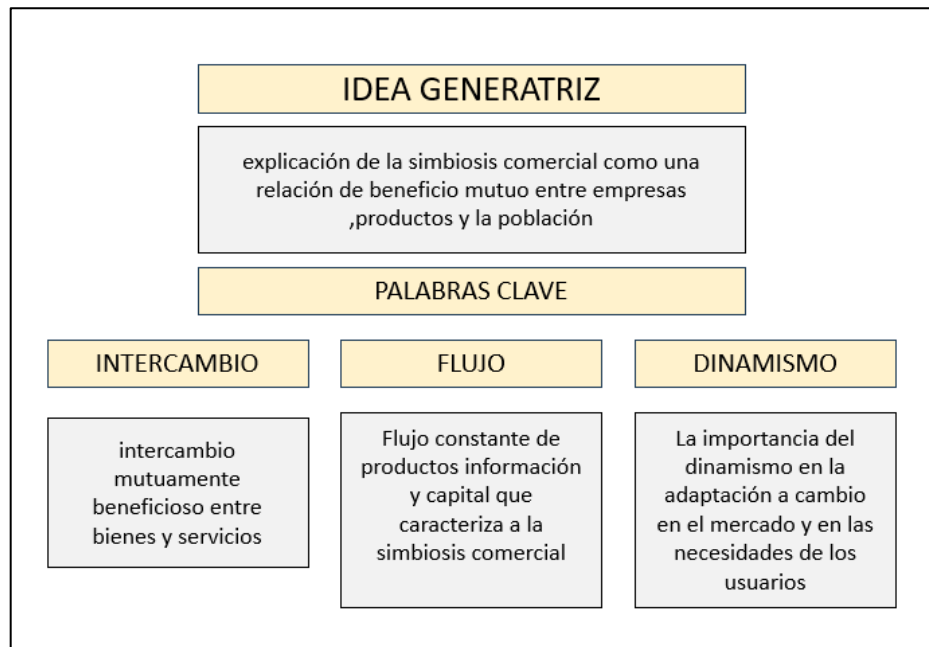 IDEA GENERATRIZ
explicación de la simbiosis comercial como una
relación de beneficio mutuo entre empresas
,productos y la población
PALABRAS CLAVE
INTERCAMBIO
intercambio
mutuamente
beneficioso entre
bienes y servicios
FLUJO
Flujo constante de
productos información
y capital que
caracteriza a la
simbiosis comercial
DINAMISMO
La importancia del
dinamismo en la
adaptación a cambio
en el mercado y en las
necesidades de los
usuarios